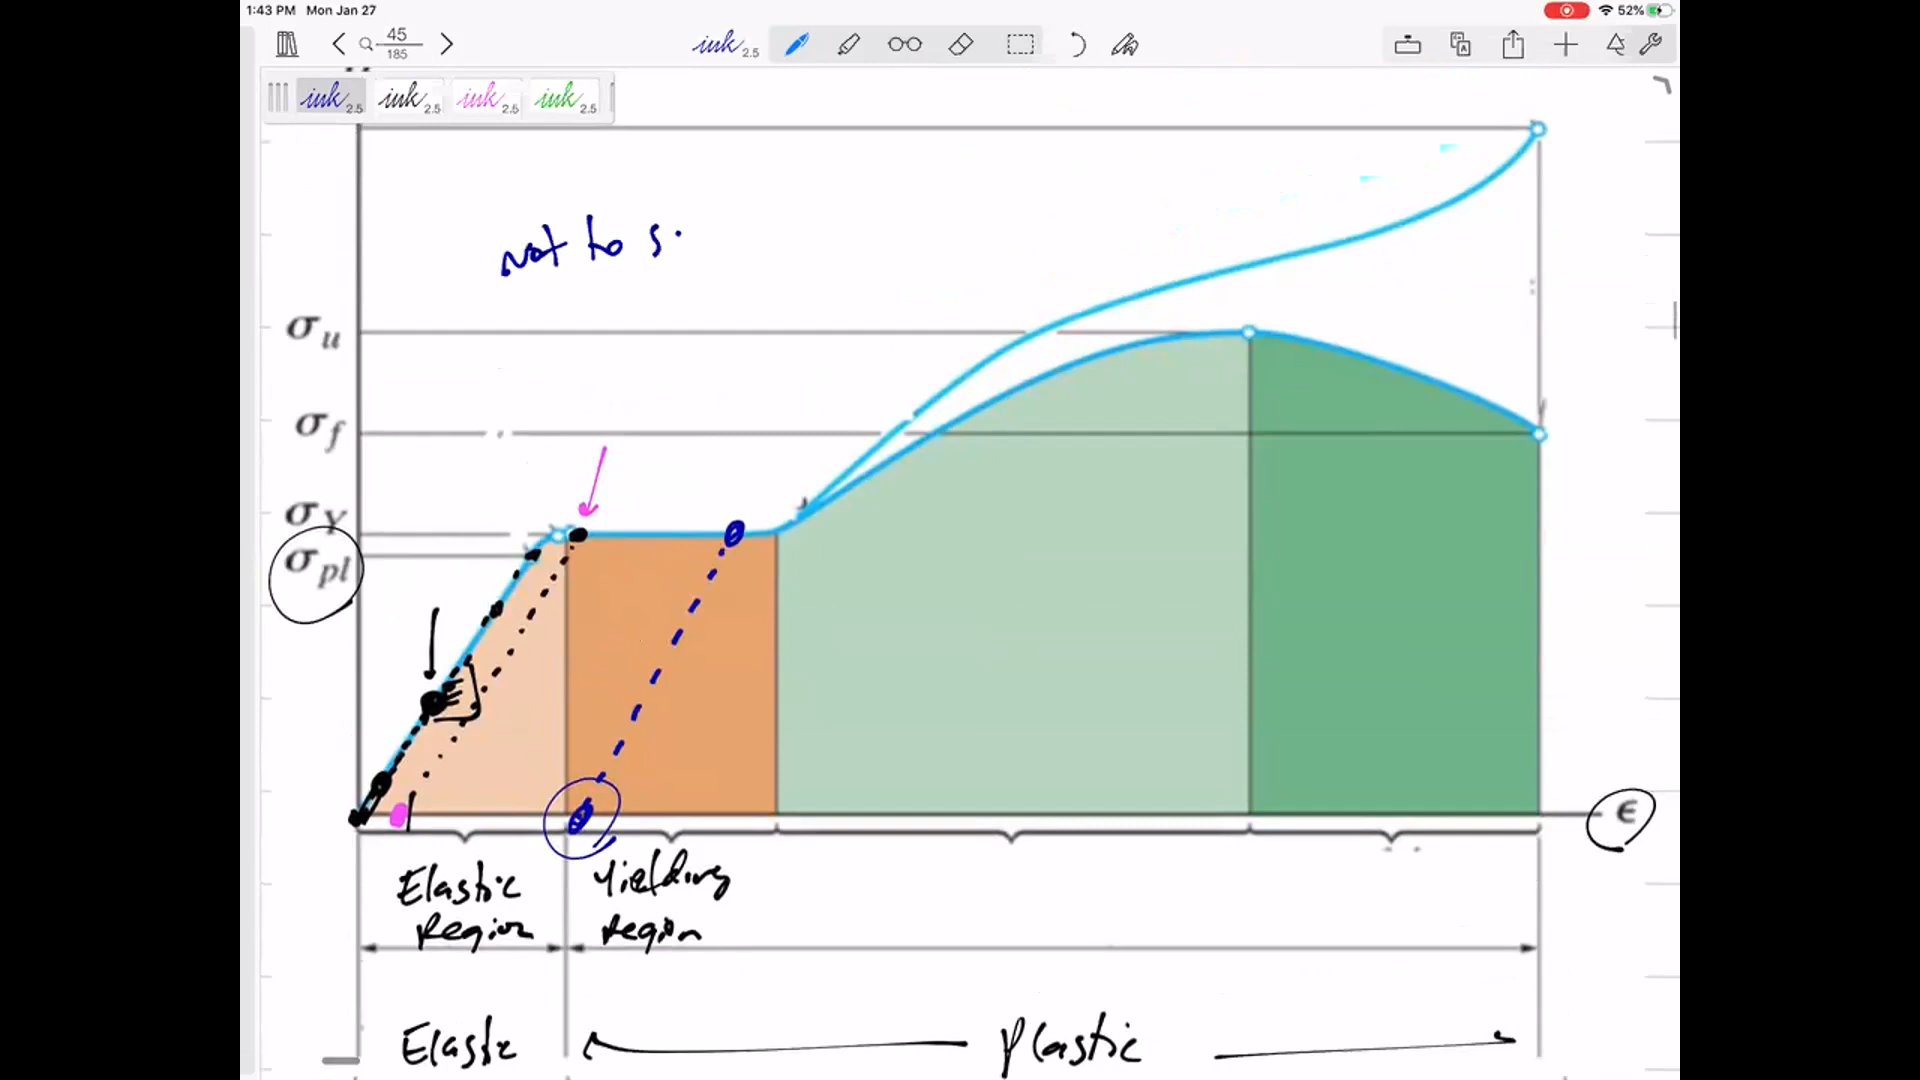 1:43 PM Mon Jan 27
52%
45
185
ink 2.5
ink 2.5 ink 2.5 ink 2.5 ink 2.5
not to s.
σu
σf
σY
σpl
ϵ
Elastic Yielding
Region Region
Elastc Plastic